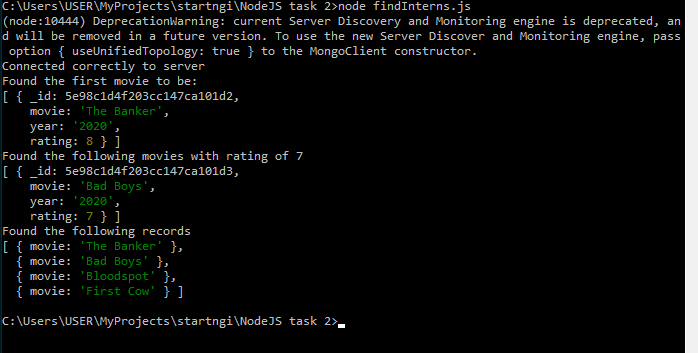 C:\Users\USER\MyProjects\startngi\NodeJS task 2>node findInterns.js
(node:10444) DeprecationWarning: current Server Discovery and Monitoring engine is deprecated, an
d will be removed in a future version. To use the new Server Discover and Monitoring engine, pass
 option { useUnifiedTopology: true } to the MongoClient constructor.
Connected correctly to server
Found the first movie to be:
[ { _id: 5e98c1d4f203cc147ca101d2,
    movie: 'The Banker',
    year: '2020',
    rating: 8 } ]
Found the following movies with rating of 7
[ { _id: 5e98c1d4f203cc147ca101d3,
    movie: 'Bad Boys',
    year: '2020',
    rating: 7 } ]
Found the following records
[ { movie: 'The Banker' },
  { movie: 'Bad Boys' },
  { movie: 'Bloodspot' },
  { movie: 'First Cow' } ]
C:\Users\USER\MyProjects\startngi\NodeJS task 2>